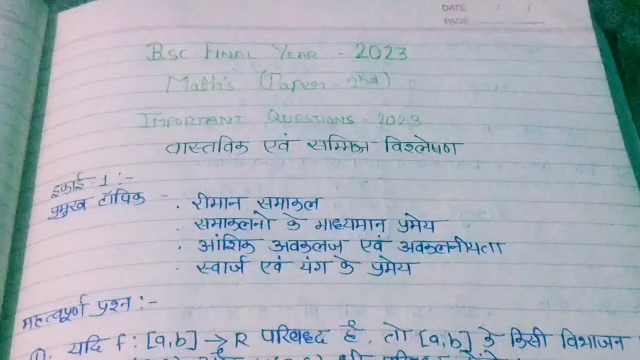 DATE / /
PAGE
BSC FINAL YEAR - 2023
Math's (Paper - 2nd)
IMPORTANT QUESTIONS - 2023
वास्तविक एवं सम्मिश्र विश्लेषण
इकाई-1 :-
प्रमुख टॉपिक - . रीमान समाकल
. समाकलनो के माध्यमान प्रमेय
. आंशिक अवकलज एवं अवकलनीयता
. स्वार्ज एवं यंग के प्रमेय
महत्वपूर्ण प्रश्न :-
यदि f : [a,b] → R परिबद्ध है, तो [a,b] के किसी विभाजन